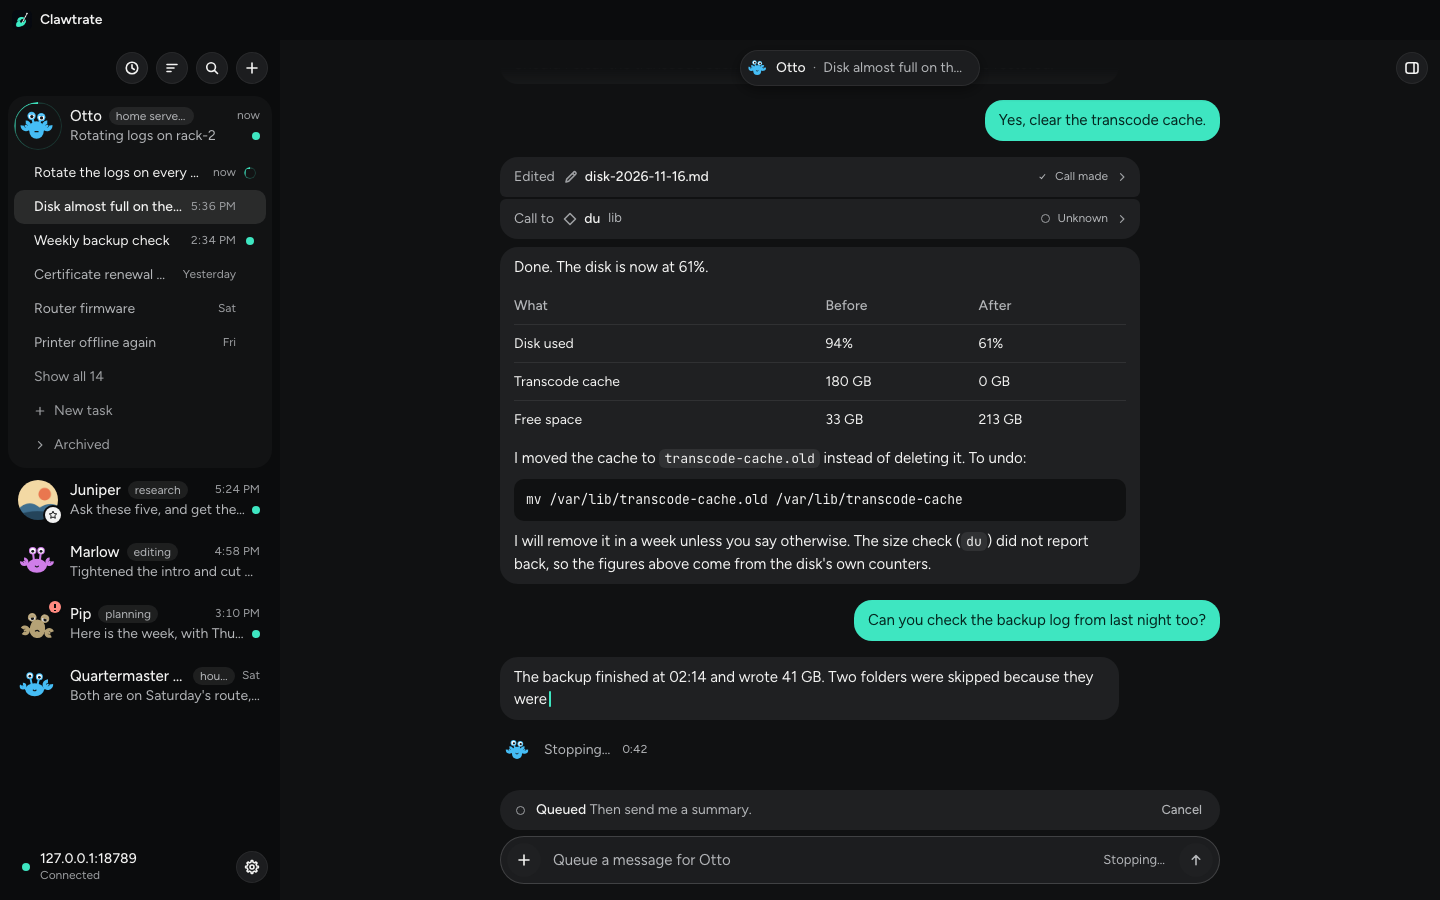 Clawtrate
Otto home serve... now
Rotating logs on rack-2
Rotate the logs on every ... now
Disk almost full on the... 5:36 PM
Weekly backup check 2:34 PM
Certificate renewal ... Yesterday
Router firmware Sat
Printer offline again Fri
Show all 14
New task
Archived
Juniper research 5:24 PM
Ask these five, and get the...
Marlow editing 4:58 PM
Tightened the intro and cut ...
Pip planning 3:10 PM
Here is the week, with Thu...
Quartermaster ... hou... Sat
Both are on Saturday's route,...
127.0.0.1:18789
Connected
Otto · Disk almost full on th...
Yes, clear the transcode cache.
Edited disk-2026-11-16.md Call made
Call to du lib Unknown
Done. The disk is now at 61%.
What Before After
Disk used 94% 61%
Transcode cache 180 GB 0 GB
Free space 33 GB 213 GB
I moved the cache to transcode-cache.old instead of deleting it. To undo:
mv /var/lib/transcode-cache.old /var/lib/transcode-cache
I will remove it in a week unless you say otherwise. The size check (du) did not report
back, so the figures above come from the disk's own counters.
Can you check the backup log from last night too?
The backup finished at 02:14 and wrote 41 GB. Two folders were skipped because they
were
Stopping... 0:42
Queued Then send me a summary. Cancel
Queue a message for Otto Stopping...